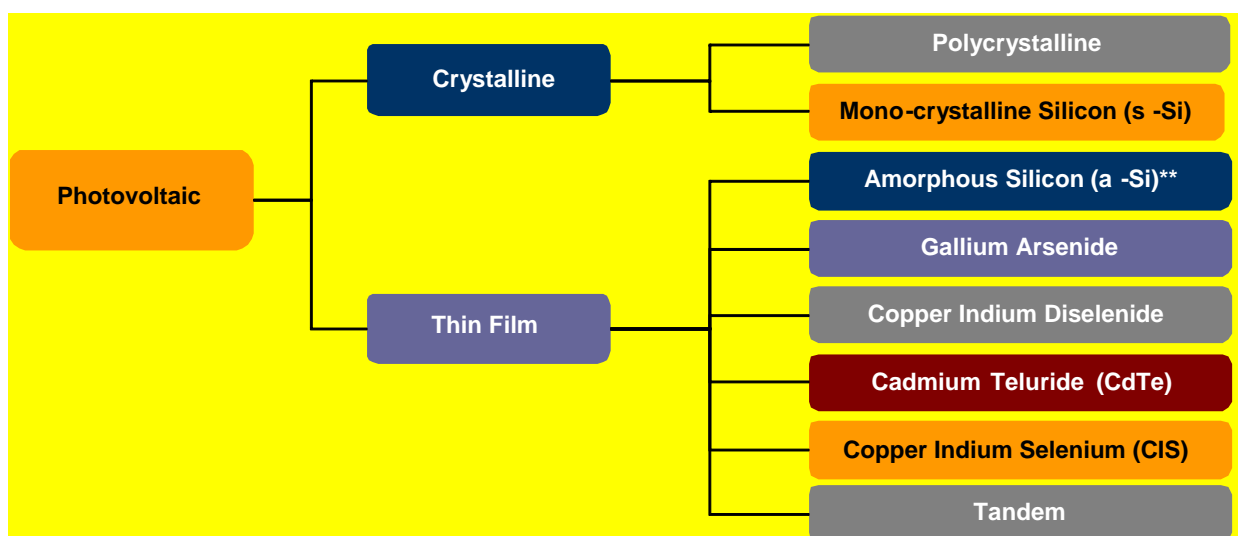 Polycrystalline
Crystalline
Mono-crystalline Silicon (s -Si)
Photovoltaic
Amorphous Silicon (a -Si)**
Gallium Arsenide
Thin Film
Copper Indium Diselenide
Cadmium Teluride (CdTe)
Copper Indium Selenium (CIS)
Tandem